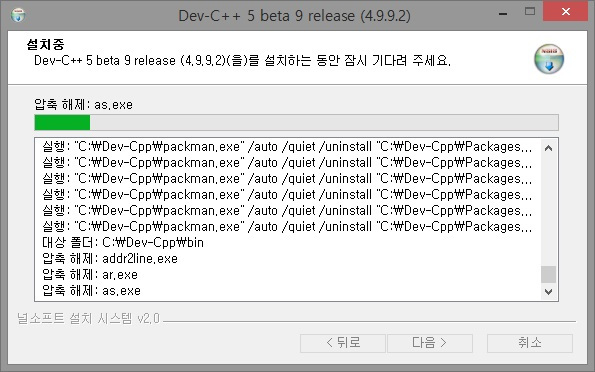 Dev-C++ 5 beta 9 release (4.9.9.2)
설치중
Dev-C++ 5 beta 9 release (4.9.9.2)(을)를 설치하는 동안 잠시 기다려 주세요.
압축 해제: as.exe
실행: "C:₩Dev-Cpp₩packman.exe" /auto /quiet /uninstall "C:₩Dev-Cpp₩Packages...
실행: "C:₩Dev-Cpp₩packman.exe" /auto /quiet /uninstall "C:₩Dev-Cpp₩Packages...
실행: "C:₩Dev-Cpp₩packman.exe" /auto /quiet /uninstall "C:₩Dev-Cpp₩Packages...
실행: "C:₩Dev-Cpp₩packman.exe" /auto /quiet /uninstall "C:₩Dev-Cpp₩Packages...
실행: "C:₩Dev-Cpp₩packman.exe" /auto /quiet /uninstall "C:₩Dev-Cpp₩Packages...
실행: "C:₩Dev-Cpp₩packman.exe" /auto /quiet /uninstall "C:₩Dev-Cpp₩Packages...
대상 폴더: C:₩Dev-Cpp₩bin
압축 해제: addr2line.exe
압축 해제: ar.exe
압축 해제: as.exe
널소프트 설치 시스템 v2.0
< 뒤로
다음 >
취소